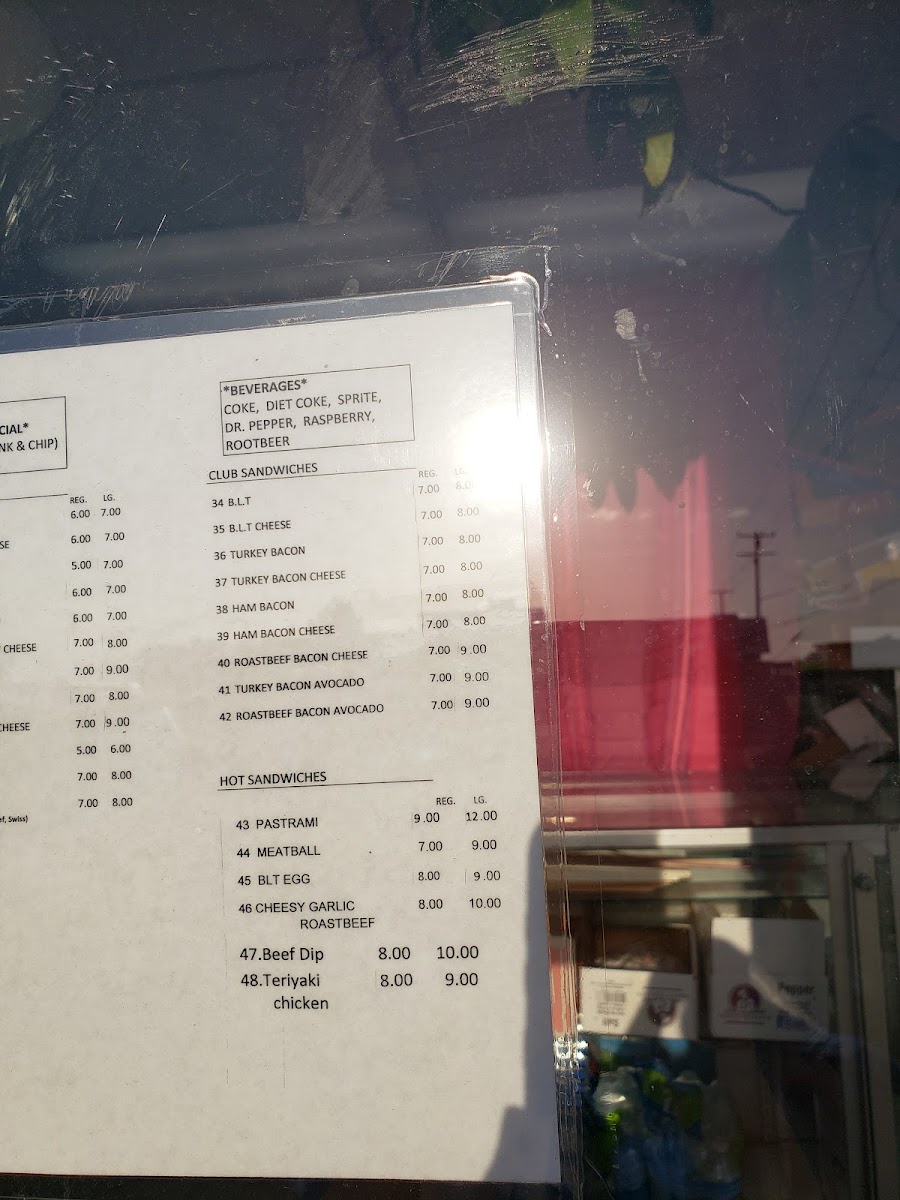 CIAL*
NK & CHIP)
REG. LG.
6.00 7.00
SE 6.00 7.00
5.00 7.00
6.00 7.00
6.00 7.00
CHEESE 7.00 8.00
7.00 9.00
7.00 8.00
CHEESE 7.00 9.00
5.00 6.00
7.00 8.00
7.00 8.00
ef, Swiss)
*BEVERAGES*
COKE, DIET COKE, SPRITE,
DR. PEPPER, RASPBERRY,
ROOTBEER
CLUB SANDWICHES
REG. LG.
34 B.L.T 7.00 8.00
35 B.L.T CHEESE 7.00 8.00
36 TURKEY BACON 7.00 8.00
37 TURKEY BACON CHEESE 7.00 8.00
38 HAM BACON 7.00 8.00
39 HAM BACON CHEESE 7.00 8.00
40 ROASTBEEF BACON CHEESE 7.00 9.00
41 TURKEY BACON AVOCADO 7.00 9.00
42 ROASTBEEF BACON AVOCADO 7.00 9.00
HOT SANDWICHES
REG. LG.
43 PASTRAMI 9.00 12.00
44 MEATBALL 7.00 9.00
45 BLT EGG 8.00 9.00
46 CHEESY GARLIC 8.00 10.00
ROASTBEEF
47.Beef Dip 8.00 10.00
48.Teriyaki 8.00 9.00
chicken
Pepper